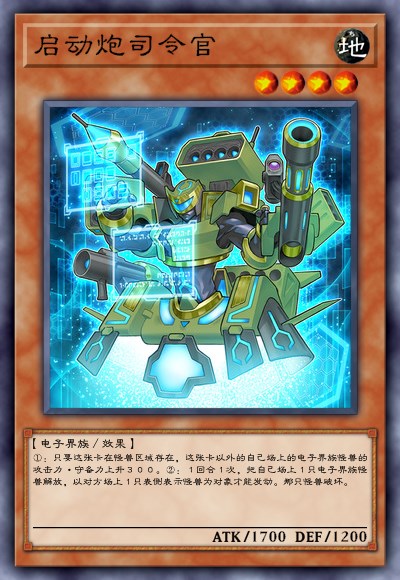 启动炮司令官
地
【电子界族／效果】
①：只要这张卡在怪兽区域存在，这张卡以外的自己场上的电子界族怪兽的
攻击力·守备力上升３００。②：１回合１次，把自己场上１只电子界族怪
兽解放，以对方场上１只表侧表示怪兽为对象才能发动。那只怪兽破坏。
ATK/1700 DEF/1200